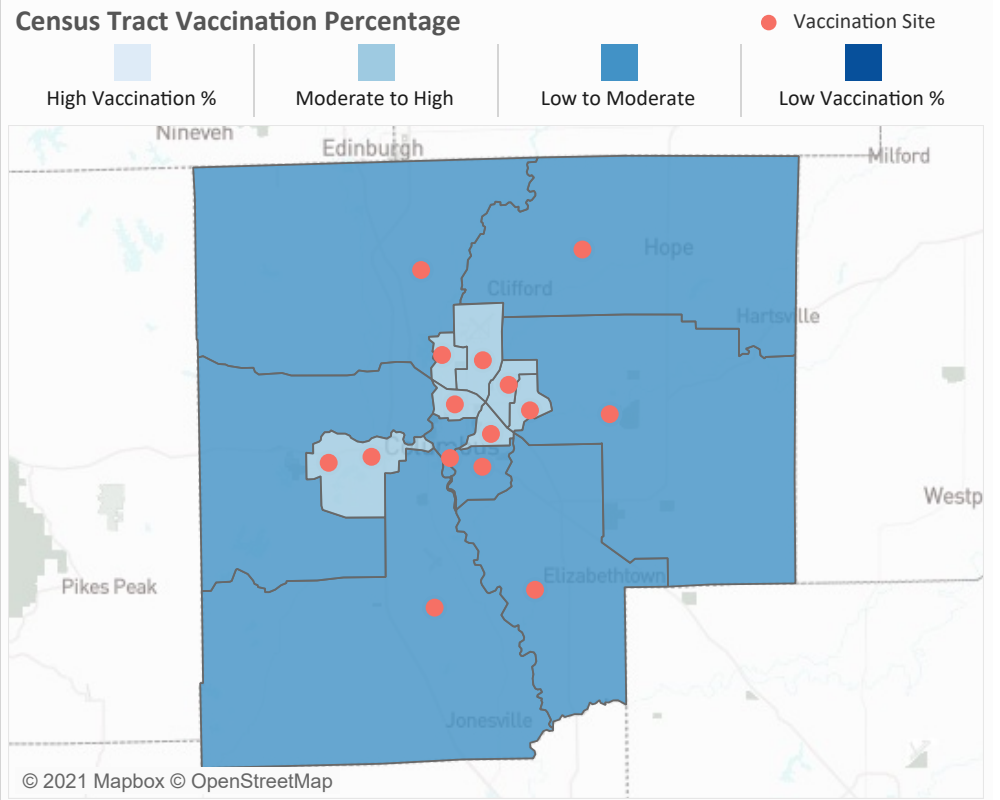 Census Tract Vaccination Percentage
Vaccination Site
High Vaccination %
Moderate to High
Low to Moderate
Low Vaccination %
Nineveh
Edinburgh
Milford
Hope
Clifford
Hartsville
Columbus
Westp
Elizabethtown
Pikes Peak
Jonesville
© 2021 Mapbox © OpenStreetMap